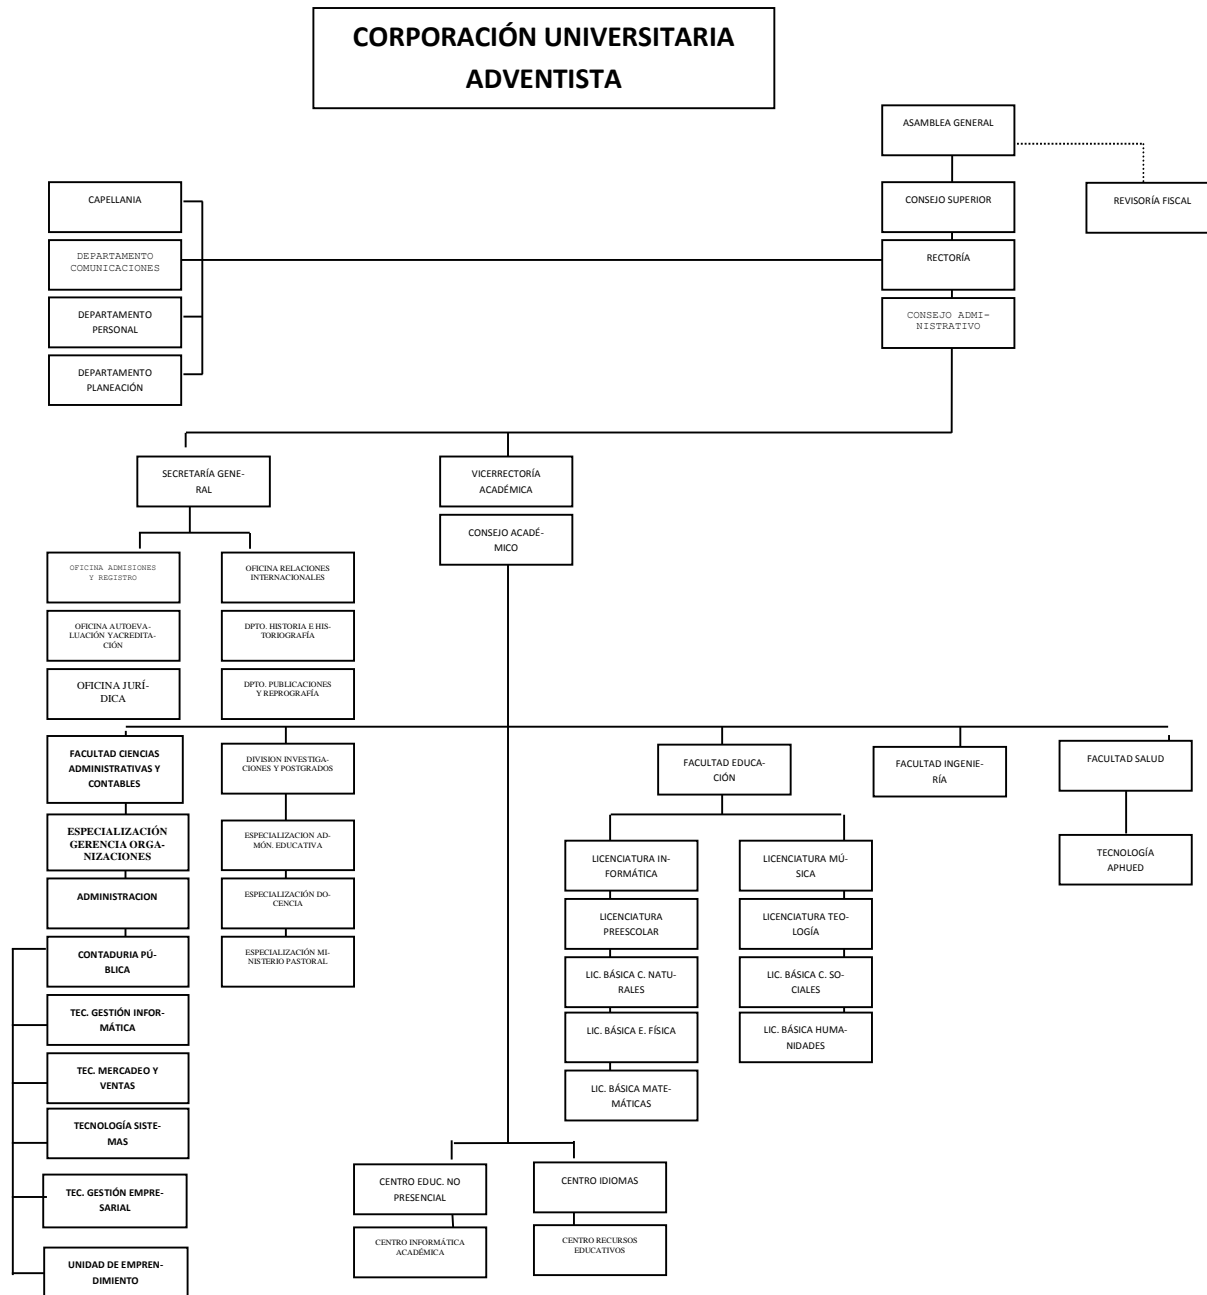 CORPORACIÓN UNIVERSITARIA
ADVENTISTA
ASAMBLEA GENERAL
CAPELLANIA
CONSEJO SUPERIOR
REVISORÍA FISCAL
DEPARTAMENTO
COMUNICACIONES
RECTORÍA
DEPARTAMENTO
PERSONAL
CONSEJO ADMI-
NISTRATIVO
DEPARTAMENTO
PLANEACIÓN
SECRETARÍA GENE-
RAL
VICERRECTORÍA
ACADÉMICA
CONSEJO ACADÉ-
MICO
OFICINA ADMISIONES
Y REGISTRO
OFICINA RELACIONES
INTERNACIONALES
OFICINA AUTOEVA-
LUACIÓN YACREDITA-
CIÓN
DPTO. HISTORIA E HIS-
TORIOGRAFÍA
OFICINA JURÍ-
DICA
DPTO. PUBLICACIONES
Y REPROGRAFÍA
FACULTAD CIENCIAS
ADMINISTRATIVAS Y
CONTABLES
DIVISION INVESTIGA-
CIONES Y POSTGRADOS
FACULTAD EDUCA-
CIÓN
FACULTAD INGENIE-
RÍA
FACULTAD SALUD
ESPECIALIZACIÓN
GERENCIA ORGA-
NIZACIONES
ESPECIALIZACION AD-
MÓN. EDUCATIVA
LICENCIATURA IN-
FORMÁTICA
LICENCIATURA MÚ-
SICA
TECNOLOGÍA
APHUED
ADMINISTRACION
ESPECIALIZACIÓN DO-
CENCIA
LICENCIATURA
PREESCOLAR
LICENCIATURA TEO-
LOGÍA
CONTADURIA PÚ-
BLICA
ESPECIALIZACIÓN MI-
NISTERIO PASTORAL
LIC. BÁSICA C. NATU-
RALES
LIC. BÁSICA C. SO-
CIALES
TEC. GESTIÓN INFOR-
MÁTICA
LIC. BÁSICA E. FÍSICA
LIC. BÁSICA HUMA-
NIDADES
TEC. MERCADEO Y
VENTAS
LIC. BÁSICA MATE-
MÁTICAS
TECNOLOGÍA SISTE-
MAS
TEC. GESTIÓN EMPRE-
SARIAL
CENTRO EDUC. NO
PRESENCIAL
CENTRO IDIOMAS
CENTRO INFORMÁTICA
ACADÉMICA
CENTRO RECURSOS
EDUCATIVOS
UNIDAD DE EMPREN-
DIMIENTO